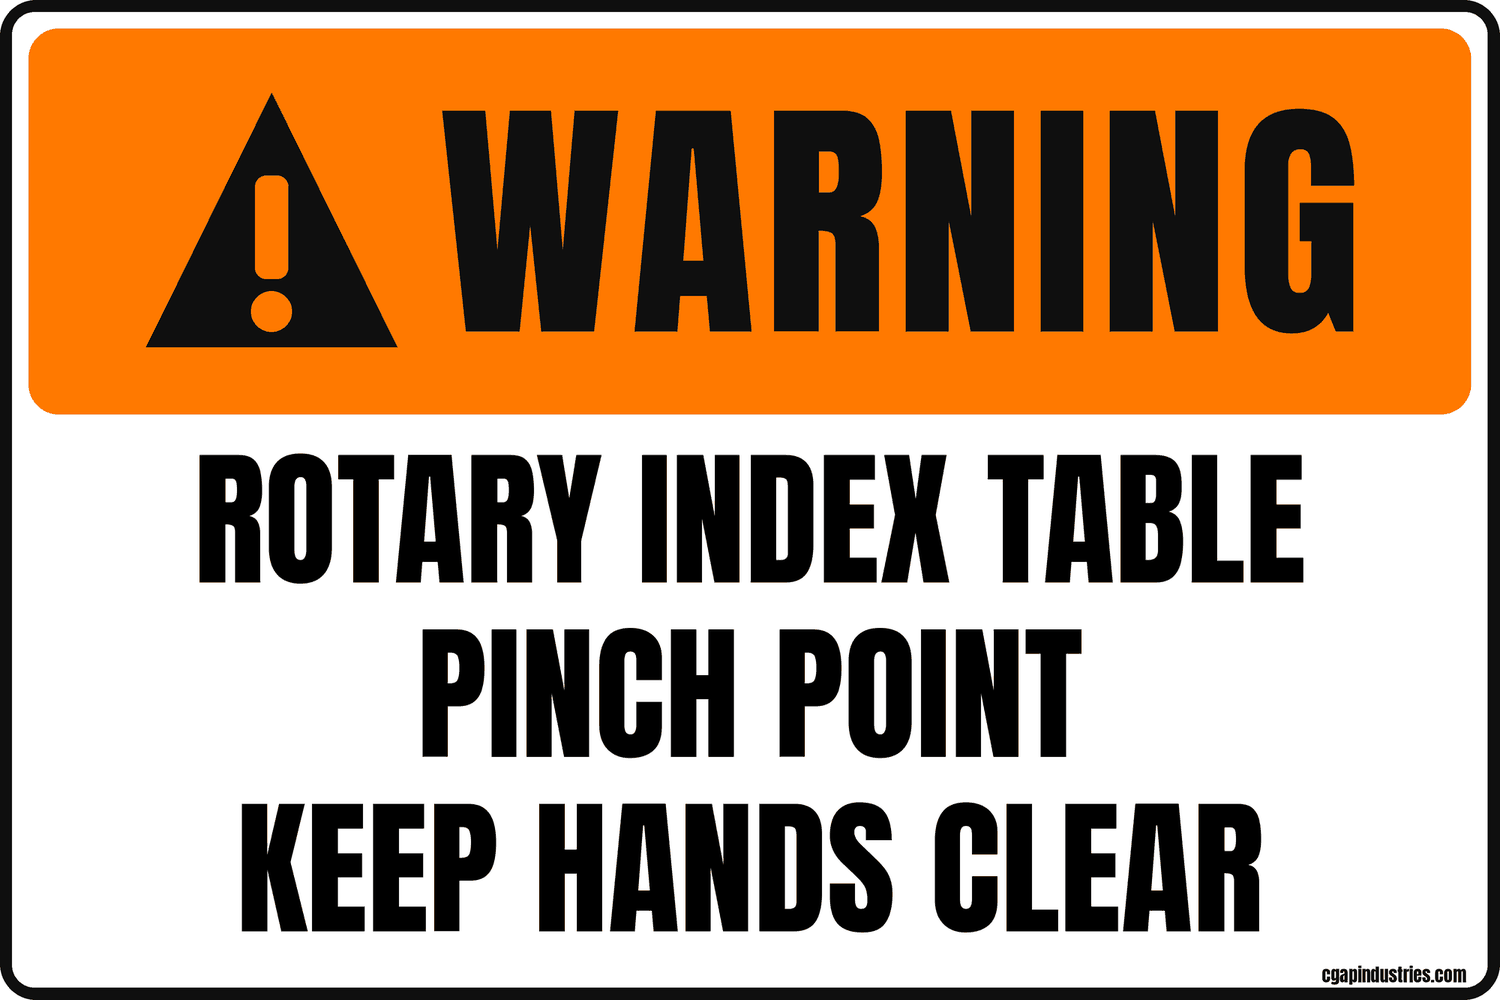 WARNING
ROTARY INDEX TABLE
PINCH POINT
KEEP HANDS CLEAR
cgapindustries.com